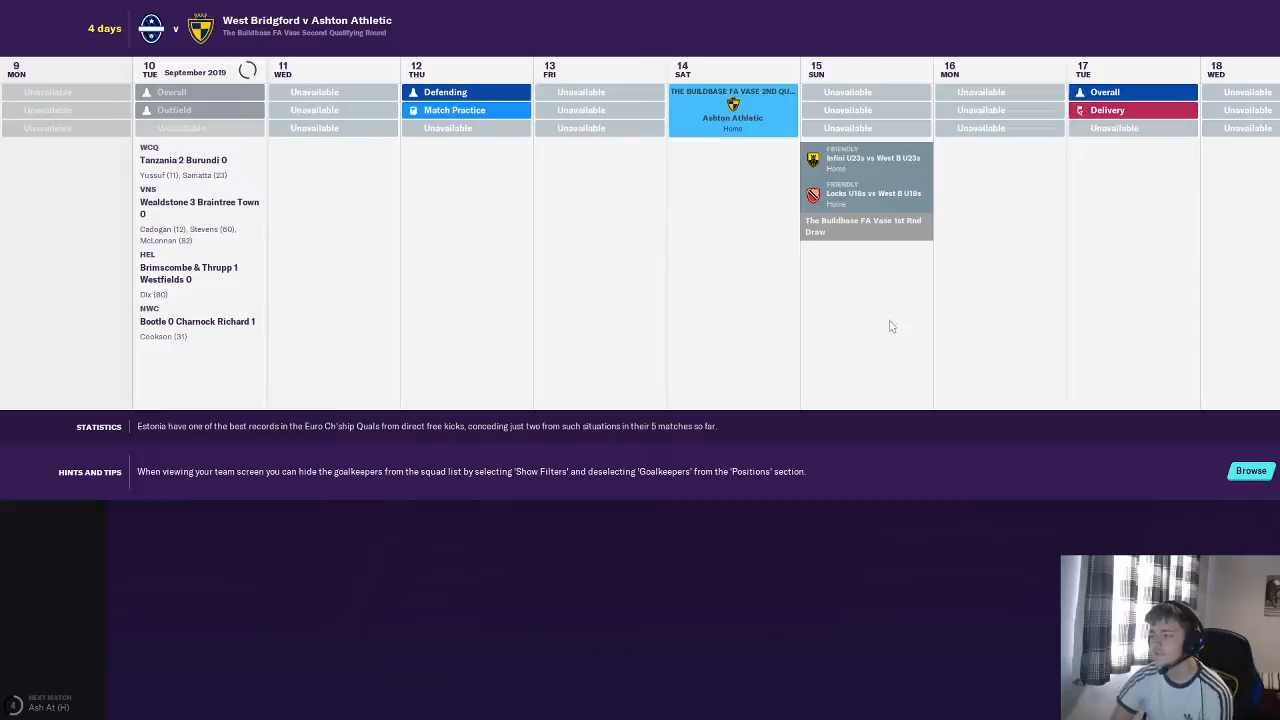 4 days
v
West Bridgford v Ashton Athletic
The Buildbase FA Vase Second Qualifying Round
9
MON
10
TUE
September 2019
11
WED
12
THU
13
FRI
14
SAT
15
SUN
16
MON
17
TUE
18
WED
Unavailable
Overall
Unavailable
Defending
Unavailable
THE BUILDBASE FA VASE 2ND QU...
Unavailable
Unavailable
Overall
Unavailable
Unavailable
Outfield
Unavailable
Match Practice
Unavailable
Ashton Athletic
Unavailable
Unavailable
Delivery
Unavailable
Unavailable
Unavailable
Unavailable
Unavailable
Unavailable
Home
Unavailable
Unavailable
Unavailable
Unavailable
WCQ
Tanzania 2 Burundi 0
Yussuf (11), Samatta (23)
VNS
Wealdstone 3 Braintree Town
0
Cadogan (12), Stevens (60),
McLennan (82)
HEL
Brimscombe & Thrupp 1
Westfields 0
Dix (80)
NWC
Bootle 0 Charnock Richard 1
Cookson (31)
FRIENDLY
Infini U23s vs West B U23s
Home
FRIENDLY
Locks U18s vs West B U18s
Home
The Buildbase FA Vase 1st Rnd
Draw
STATISTICS
Estonia have one of the best records in the Euro Ch'ship Quals from direct free kicks, conceding just two from such situations in their 5 matches so far.
HINTS AND TIPS
When viewing your team screen you can hide the goalkeepers from the squad list by selecting 'Show Filters' and deselecting 'Goalkeepers' from the 'Positions' section.
Browse
4
NEXT MATCH
Ash At (H)